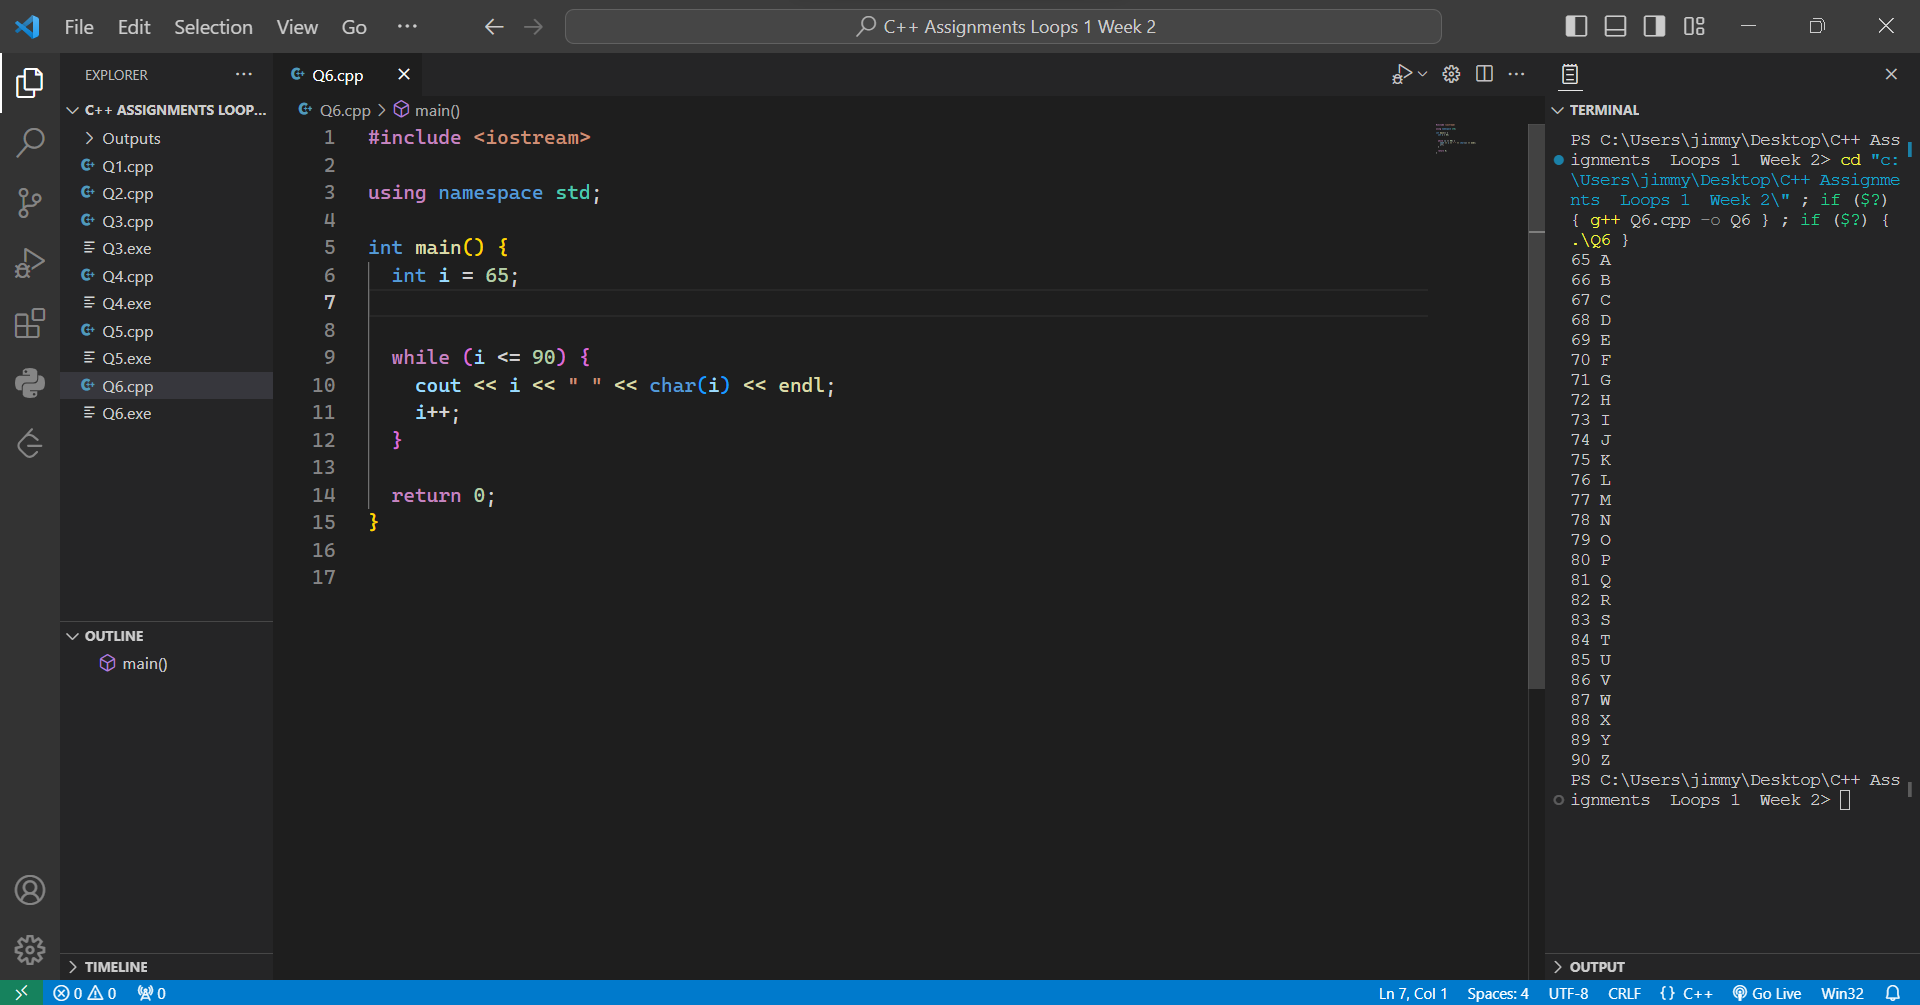 File Edit Selection View Go ··· C++ Assignments Loops 1 Week 2
EXPLORER ···
C++ ASSIGNMENTS LOOP...
Outputs
Q1.cpp
Q2.cpp
Q3.cpp
Q3.exe
Q4.cpp
Q4.exe
Q5.cpp
Q5.exe
Q6.cpp
Q6.exe
OUTLINE
main()
TIMELINE
Q6.cpp
Q6.cpp > main()
1 #include <iostream>
2
3 using namespace std;
4
5 int main() {
6 int i = 65;
7
8
9 while (i <= 90) {
10 cout << i << " " << char(i) << endl;
11 i++;
12 }
13
14 return 0;
15 }
16
17
TERMINAL
PS C:\Users\jimmy\Desktop\C++ Ass
ignments  Loops 1  Week 2> cd "c:
\Users\jimmy\Desktop\C++ Assignme
nts  Loops 1  Week 2\" ; if ($?)
{ g++ Q6.cpp -o Q6 } ; if ($?) {
.\Q6 }
65 A
66 B
67 C
68 D
69 E
70 F
71 G
72 H
73 I
74 J
75 K
76 L
77 M
78 N
79 O
80 P
81 Q
82 R
83 S
84 T
85 U
86 V
87 W
88 X
89 Y
90 Z
PS C:\Users\jimmy\Desktop\C++ Ass
ignments  Loops 1  Week 2>
OUTPUT
0 0 0 Ln 7, Col 1 Spaces: 4 UTF-8 CRLF {} C++ Go Live Win32